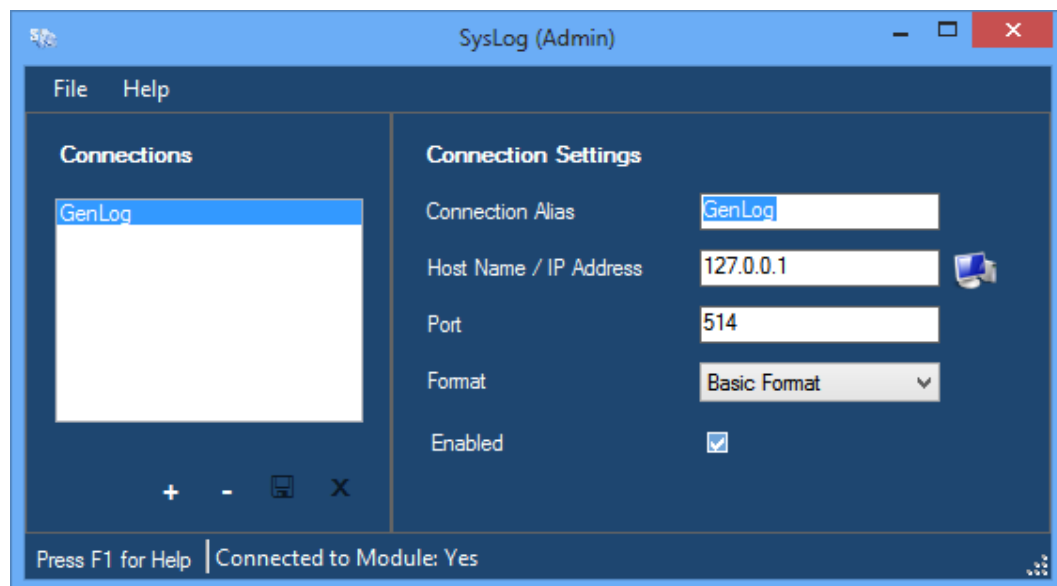 SysLog (Admin)
File Help
Connections
GenLog
+ - X
Connection Settings
Connection Alias GenLog
Host Name / IP Address 127.0.0.1
Port 514
Format Basic Format
Enabled
Press F1 for Help Connected to Module: Yes